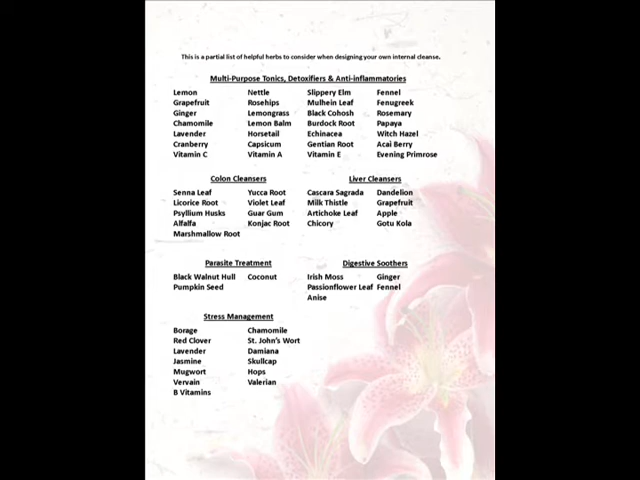 This is a partial list of helpful herbs to consider when designing your own internal cleanse.
Multi-Purpose Tonics, Detoxifiers & Anti-inflammatories
Lemon Nettle Slippery Elm Fennel
Grapefruit Rosehips Mulhein Leaf Fenugreek
Ginger Lemongrass Black Cohosh Rosemary
Chamomile Lemon Balm Burdock Root Papaya
Lavender Horsetail Echinacea Witch Hazel
Cranberry Capsicum Gentian Root Acai Berry
Vitamin C Vitamin A Vitamin E Evening Primrose
Colon Cleansers Liver Cleansers
Senna Leaf Yucca Root Cascara Sagrada Dandelion
Licorice Root Violet Leaf Milk Thistle Grapefruit
Psyllium Husks Guar Gum Artichoke Leaf Apple
Alfalfa Konjac Root Chicory Gotu Kola
Marshmallow Root
Parasite Treatment Digestive Soothers
Black Walnut Hull Coconut Irish Moss Ginger
Pumpkin Seed Passionflower Leaf Fennel
Anise
Stress Management
Borage Chamomile
Red Clover St. John's Wort
Lavender Damiana
Jasmine Skullcap
Mugwort Hops
Vervain Valerian
B Vitamins